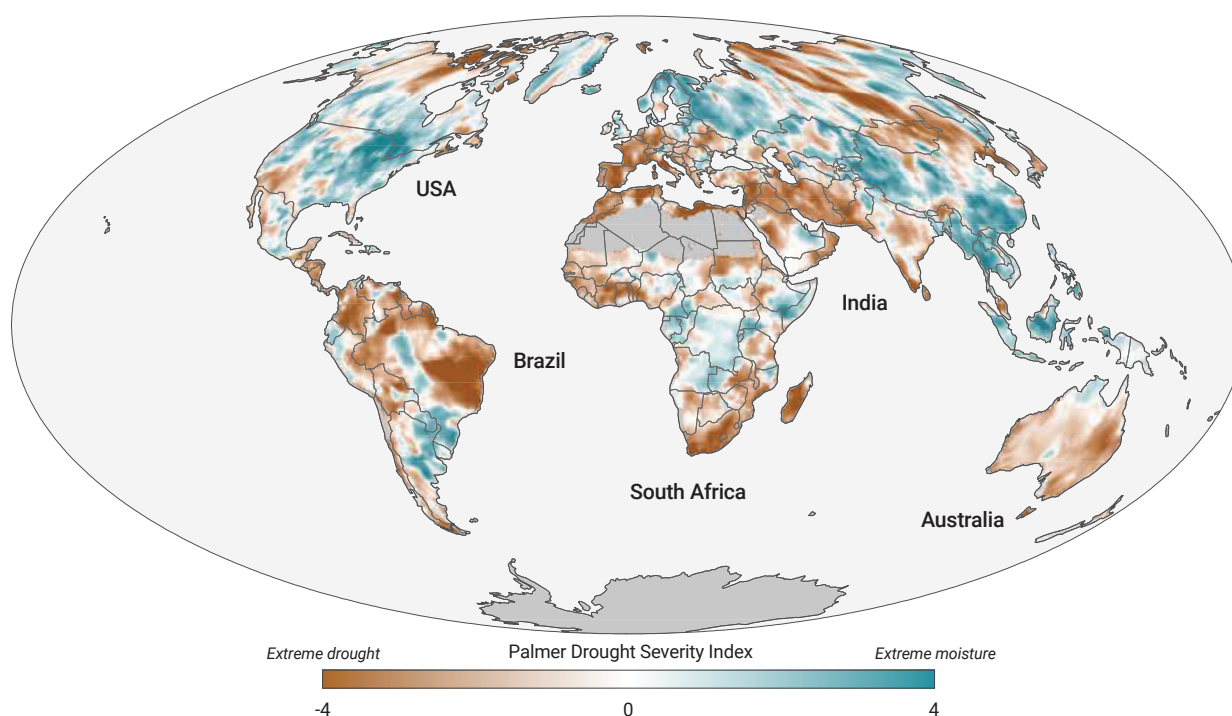 USA
India
Brazil
South Africa
Australia
Extreme drought Palmer Drought Severity Index Extreme moisture
-4 0 4